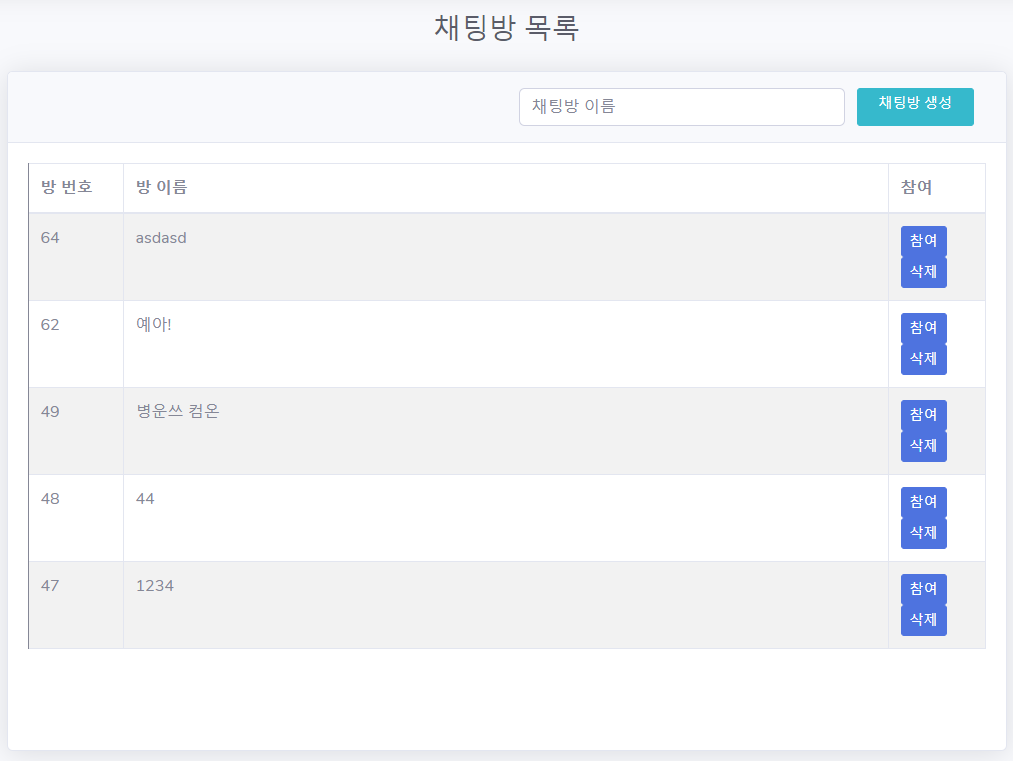 채팅방 목록
채팅방 이름 채팅방 생성
방 번호 방 이름 참여
64 asdasd 참여
삭제
62 예아! 참여
삭제
49 병운쓰 컴온 참여
삭제
48 44 참여
삭제
47 1234 참여
삭제